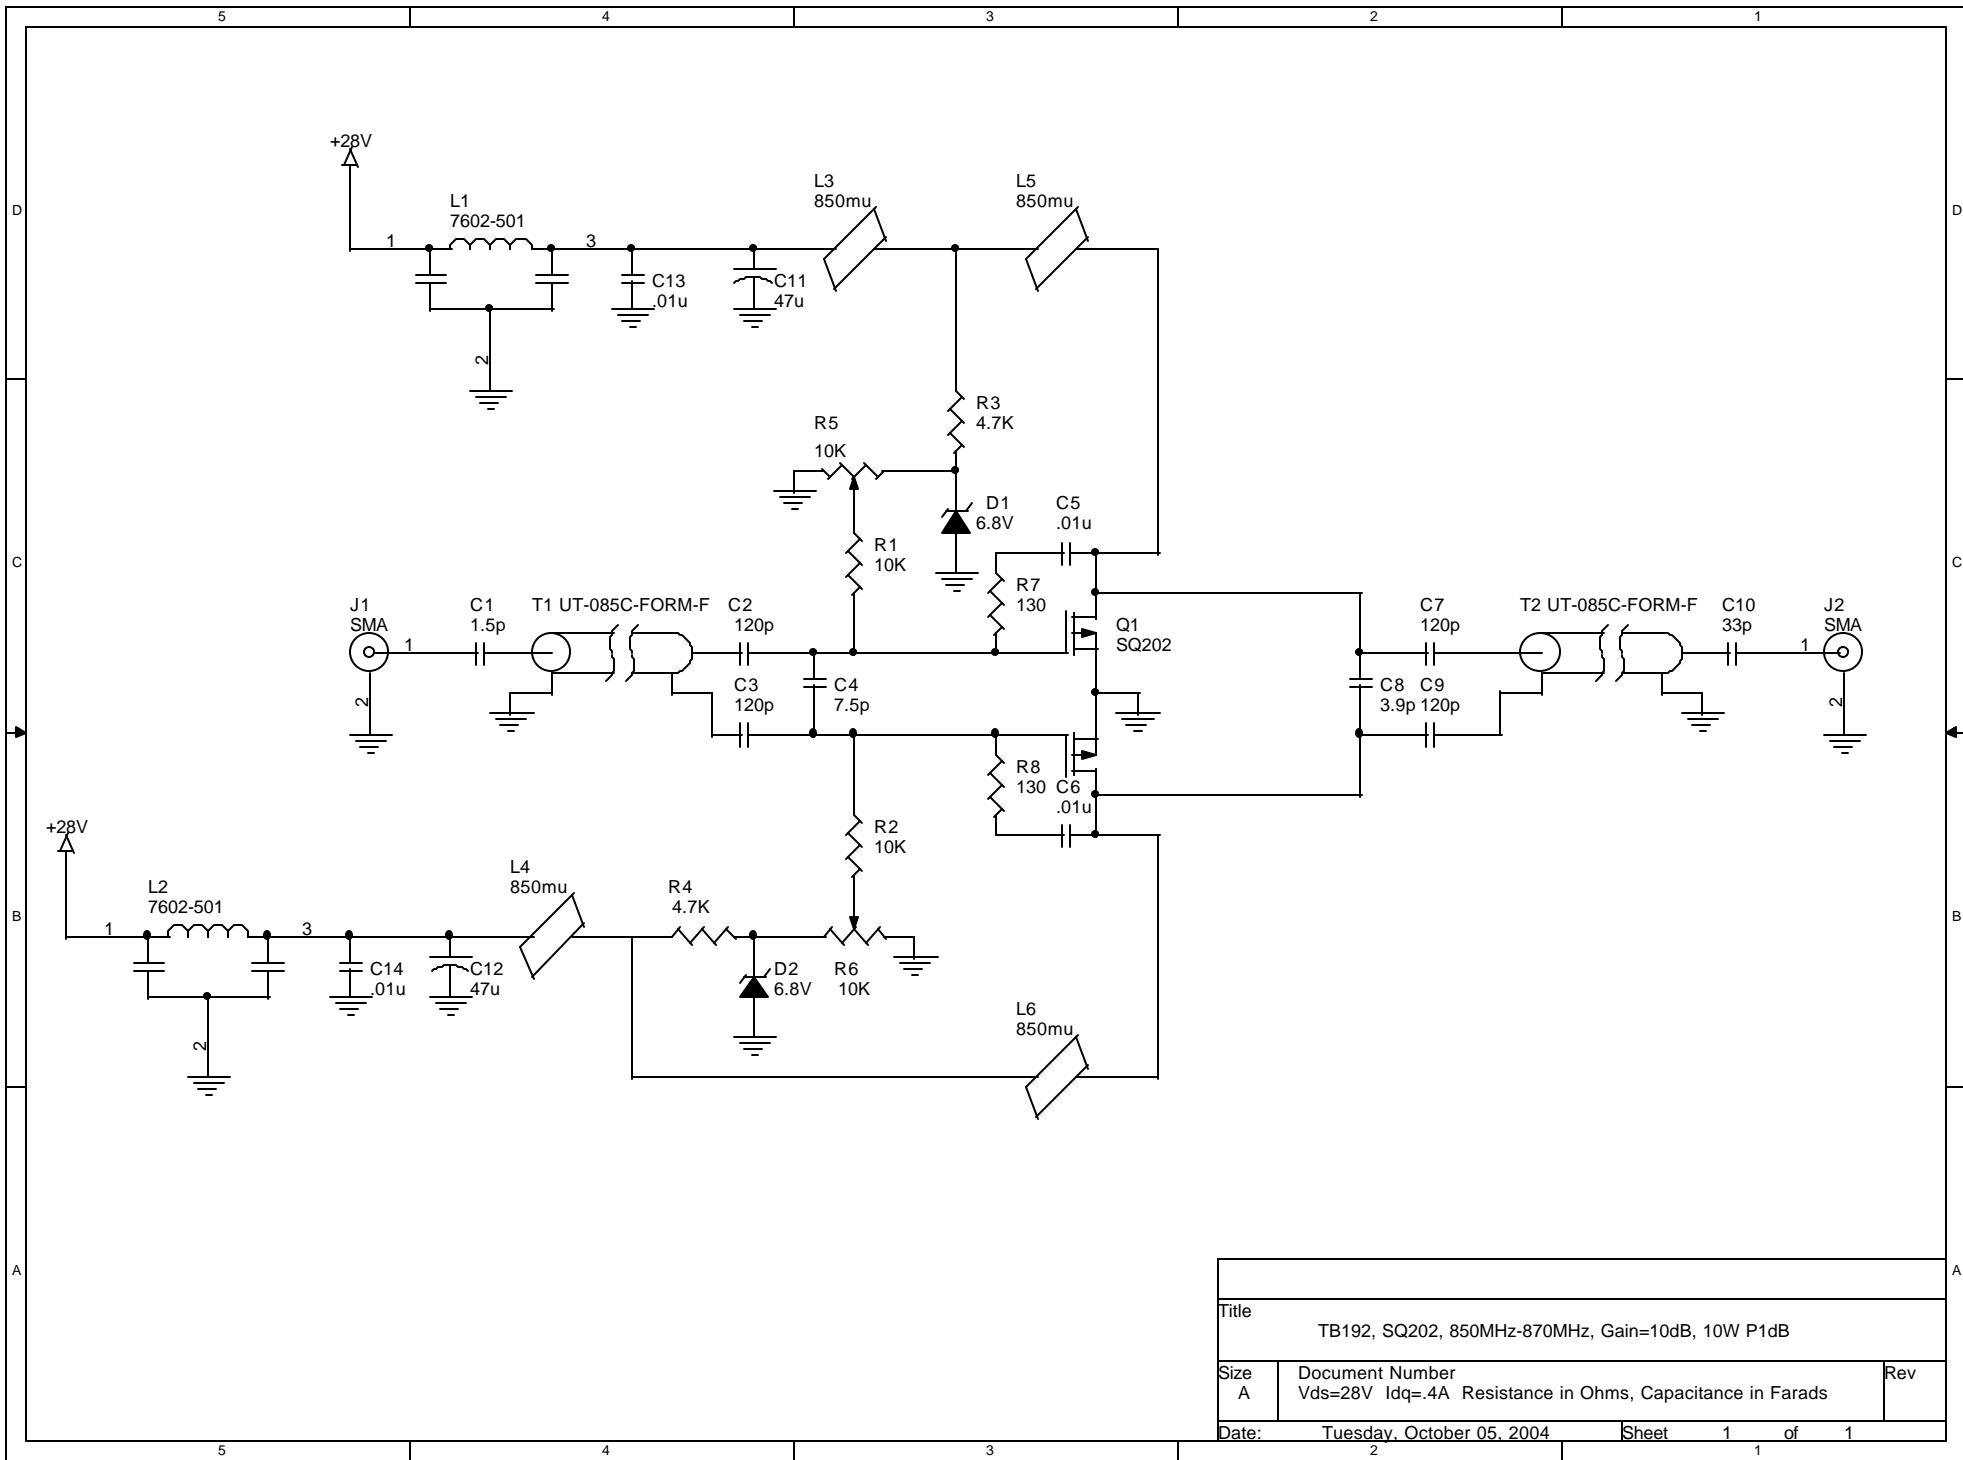 5 4 3 2 1
+28V
L3
850mu
L5
850mu
D D
L1
7602-501
1 3
C13
.01u
C11
47u
2
R3
4.7K
R5
10K
D1
6.8V
C5
.01u
R1
10K
C C
R7
130
J1
SMA
1
C1
1.5p
T1 UT-085C-FORM-F
C2
120p
Q1
SQ202
C7
120p
T2 UT-085C-FORM-F
C10
33p
J2
SMA
1
2
C3
120p
C4
7.5p
C8
3.9p
C9
120p
2
R8
130
C6
.01u
+28V
R2
10K
L4
850mu
R4
4.7K
L2
7602-501
B B
1 3
C14
.01u
C12
47u
D2
6.8V
R6
10K
L6
850mu
2
A A
Title
TB192, SQ202, 850MHz-870MHz, Gain=10dB, 10W P1dB
Size
A
Document Number
Vds=28V Idq=.4A Resistance in Ohms, Capacitance in Farads
Rev
Date: Tuesday, October 05, 2004 Sheet 1 of 1
5 4 3 2 1